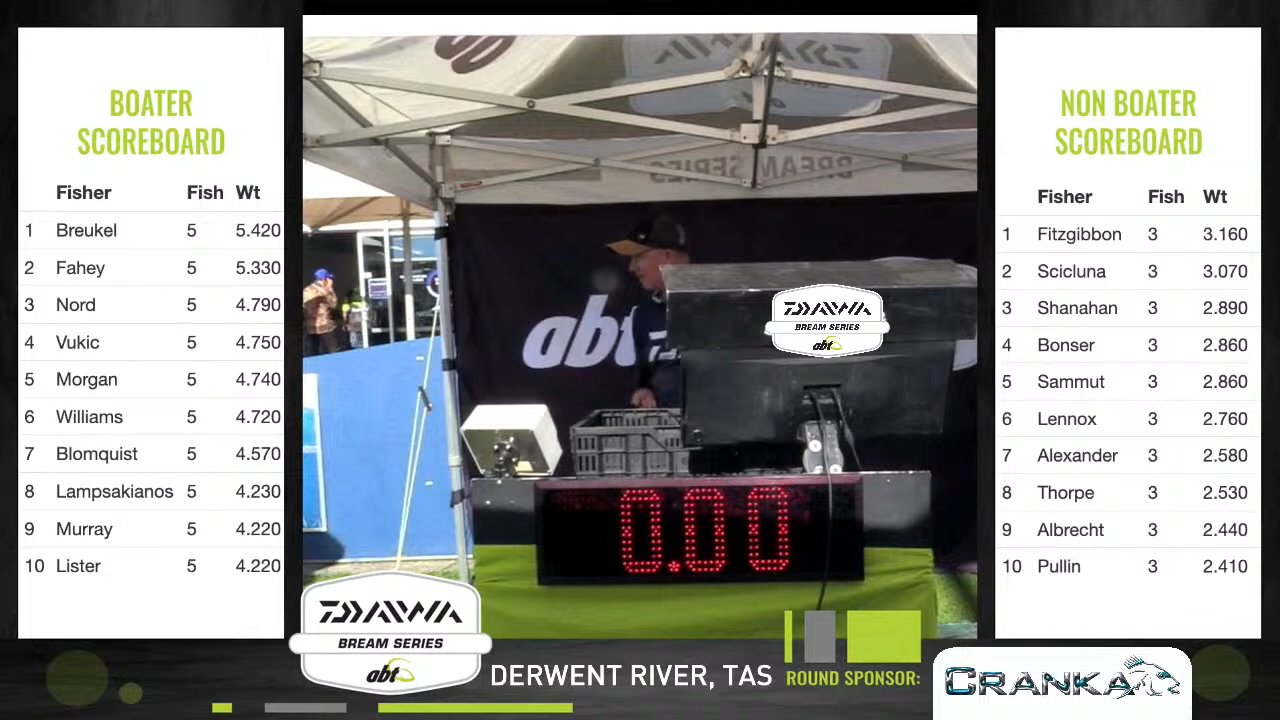 BOATER
SCOREBOARD
Fisher Fish Wt
1 Breukel 5 5.420
2 Fahey 5 5.330
3 Nord 5 4.790
4 Vukic 5 4.750
5 Morgan 5 4.740
6 Williams 5 4.720
7 Blomquist 5 4.570
8 Lampsakianos 5 4.230
9 Murray 5 4.220
10 Lister 5 4.220
BREAM SERIES
abt
DAIWA
BREAM SERIES
abt
0.00
NON BOATER
SCOREBOARD
Fisher Fish Wt
1 Fitzgibbon 3 3.160
2 Scicluna 3 3.070
3 Shanahan 3 2.890
4 Bonser 3 2.860
5 Sammut 3 2.860
6 Lennox 3 2.760
7 Alexander 3 2.580
8 Thorpe 3 2.530
9 Albrecht 3 2.440
10 Pullin 3 2.410
DAIWA
BREAM SERIES
abt
DERWENT RIVER, TAS
ROUND SPONSOR:
CRANKA